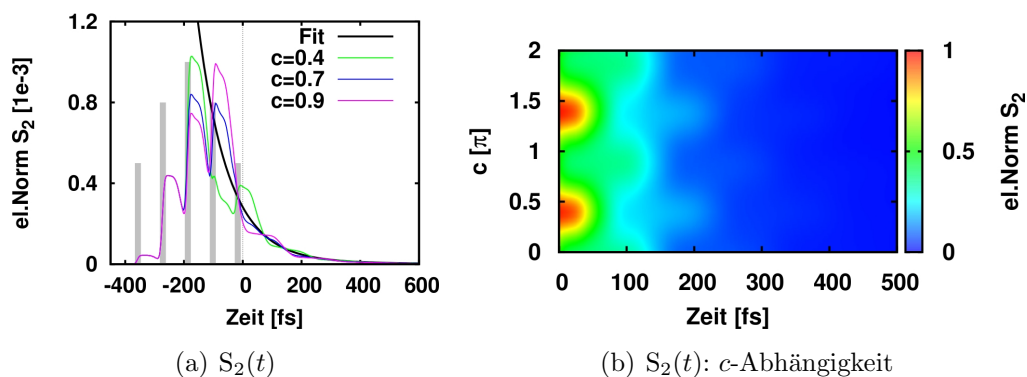 1.2
0.8
0.4
0
-400 -200 0 200 400 600
Zeit [fs]
el.Norm S₂ [1e-3]
Fit
c=0.4
c=0.7
c=0.9
(a) S₂(t)
2
1.5
1
0.5
0
0 100 200 300 400 500
Zeit [fs]
c [π]
1
0.5
0
el.Norm S₂
(b) S₂(t): c-Abhängigkeit